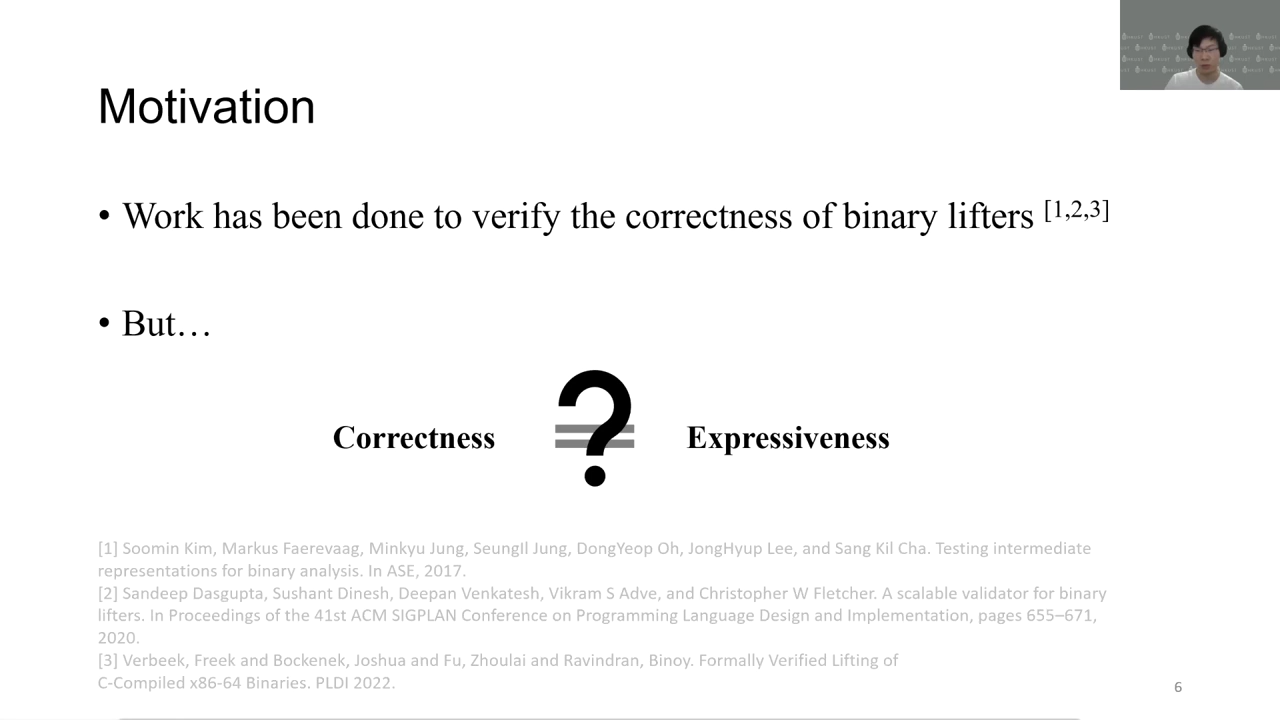 Motivation
• Work has been done to verify the correctness of binary lifters [1,2,3]
• But…
Correctness = ? Expressiveness
[1] Soomin Kim, Markus Faerevaag, Minkyu Jung, SeungIl Jung, DongYeop Oh, JongHyup Lee, and Sang Kil Cha. Testing intermediate
representations for binary analysis. In ASE, 2017.
[2] Sandeep Dasgupta, Sushant Dinesh, Deepan Venkatesh, Vikram S Adve, and Christopher W Fletcher. A scalable validator for binary
lifters. In Proceedings of the 41st ACM SIGPLAN Conference on Programming Language Design and Implementation, pages 655–671,
2020.
[3] Verbeek, Freek and Bockenek, Joshua and Fu, Zhoulai and Ravindran, Binoy. Formally Verified Lifting of
C-Compiled x86-64 Binaries. PLDI 2022.
6